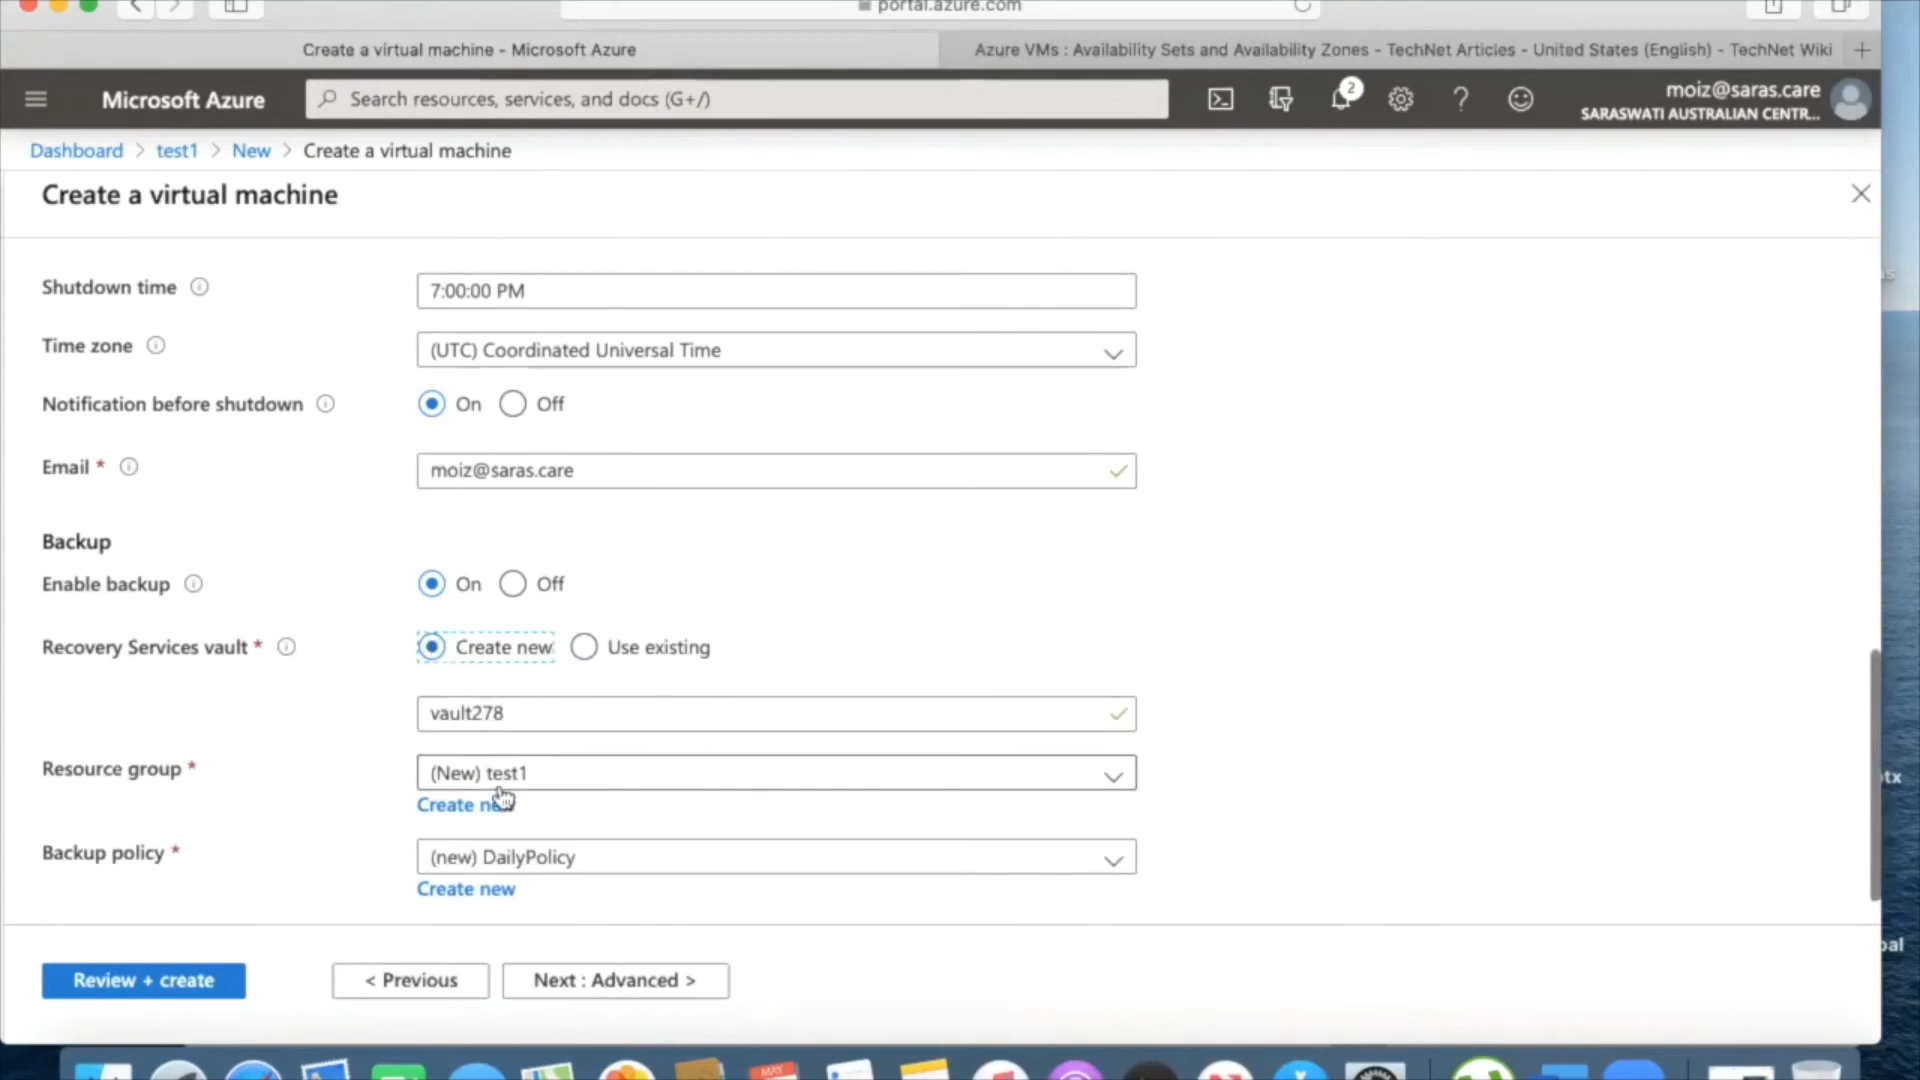 portal.azure.com
Create a virtual machine - Microsoft Azure
Azure VMs : Availability Sets and Availability Zones - TechNet Articles - United States (English) - TechNet Wiki
Microsoft Azure
Search resources, services, and docs (G+/)
2
moiz@saras.care
SARASWATI AUSTRALIAN CENTR...
Dashboard > test1 > New > Create a virtual machine
Create a virtual machine
Shutdown time
7:00:00 PM
Time zone
(UTC) Coordinated Universal Time
Notification before shutdown
On Off
Email *
moiz@saras.care
Backup
Enable backup
On Off
Recovery Services vault *
Create new Use existing
vault278
Resource group *
(New) test1
Create new
Backup policy *
(new) DailyPolicy
Create new
Review + create
< Previous
Next : Advanced >
MAY